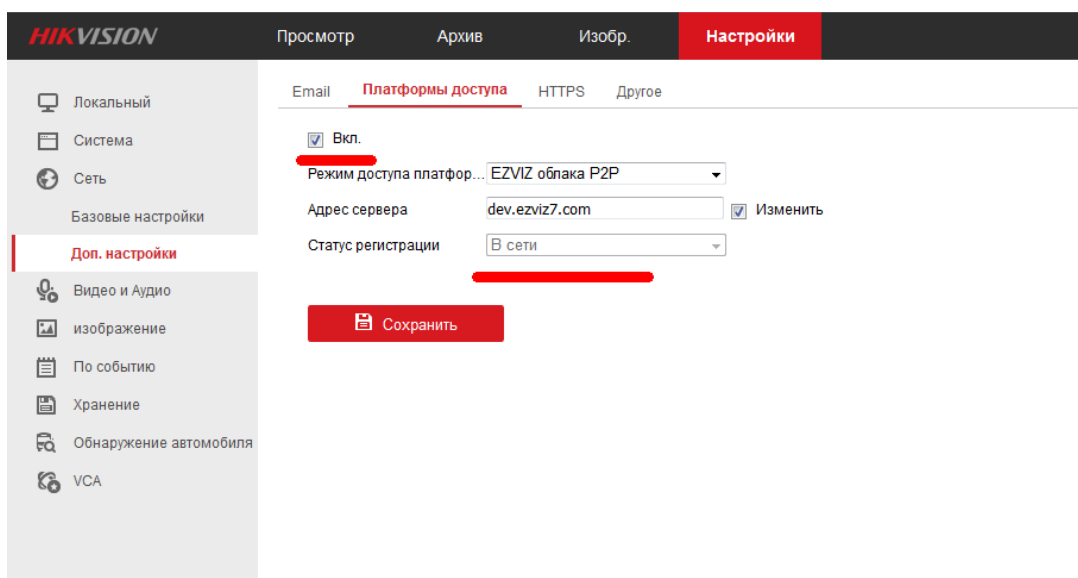 HIKVISION
Просмотр Архив Изобр. Настройки
Локальный
Система
Сеть
Базовые настройки
Доп. настройки
Видео и Аудио
изображение
По событию
Хранение
Обнаружение автомобиля
VCA
Email Платформы доступа HTTPS Другое
Вкл.
Режим доступа платфор... EZVIZ облака P2P
Адрес сервера dev.ezviz7.com Изменить
Статус регистрации В сети
Сохранить